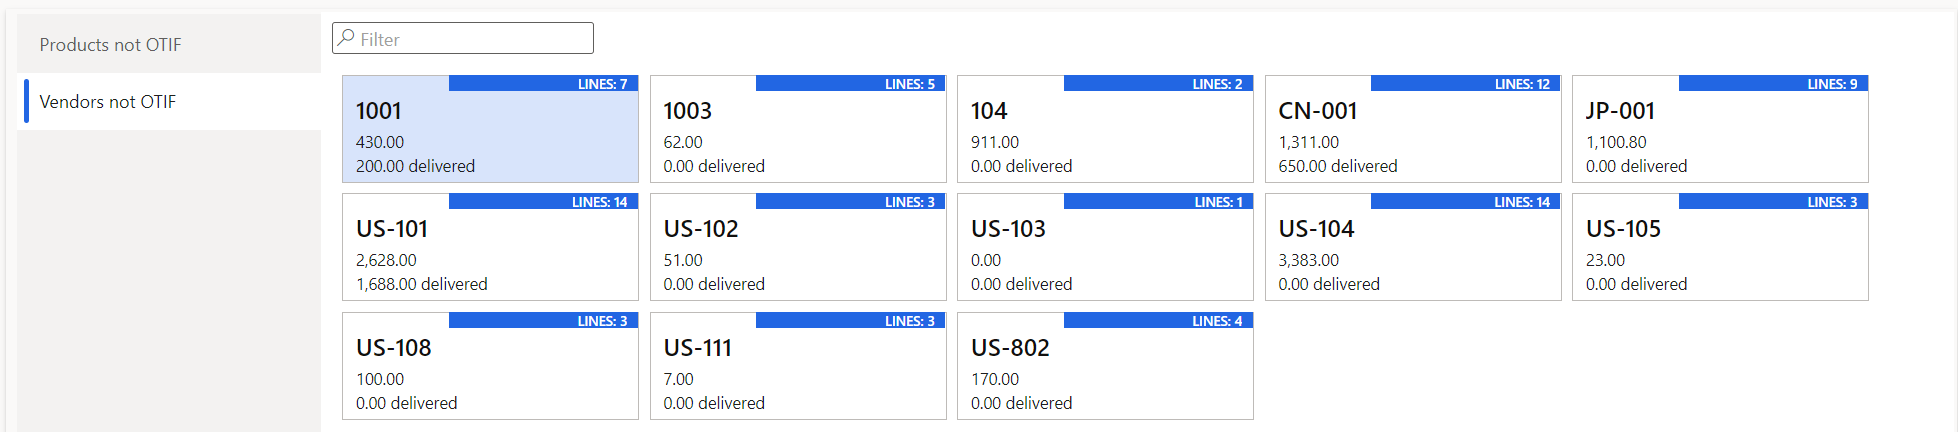 Products not OTIF
Vendors not OTIF
Filter
LINES: 7
1001
430.00
200.00 delivered
LINES: 5
1003
62.00
0.00 delivered
LINES: 2
104
911.00
0.00 delivered
LINES: 12
CN-001
1,311.00
650.00 delivered
LINES: 9
JP-001
1,100.80
0.00 delivered
LINES: 14
US-101
2,628.00
1,688.00 delivered
LINES: 3
US-102
51.00
0.00 delivered
LINES: 1
US-103
0.00
0.00 delivered
LINES: 14
US-104
3,383.00
0.00 delivered
LINES: 3
US-105
23.00
0.00 delivered
LINES: 3
US-108
100.00
0.00 delivered
LINES: 3
US-111
7.00
0.00 delivered
LINES: 4
US-802
170.00
0.00 delivered